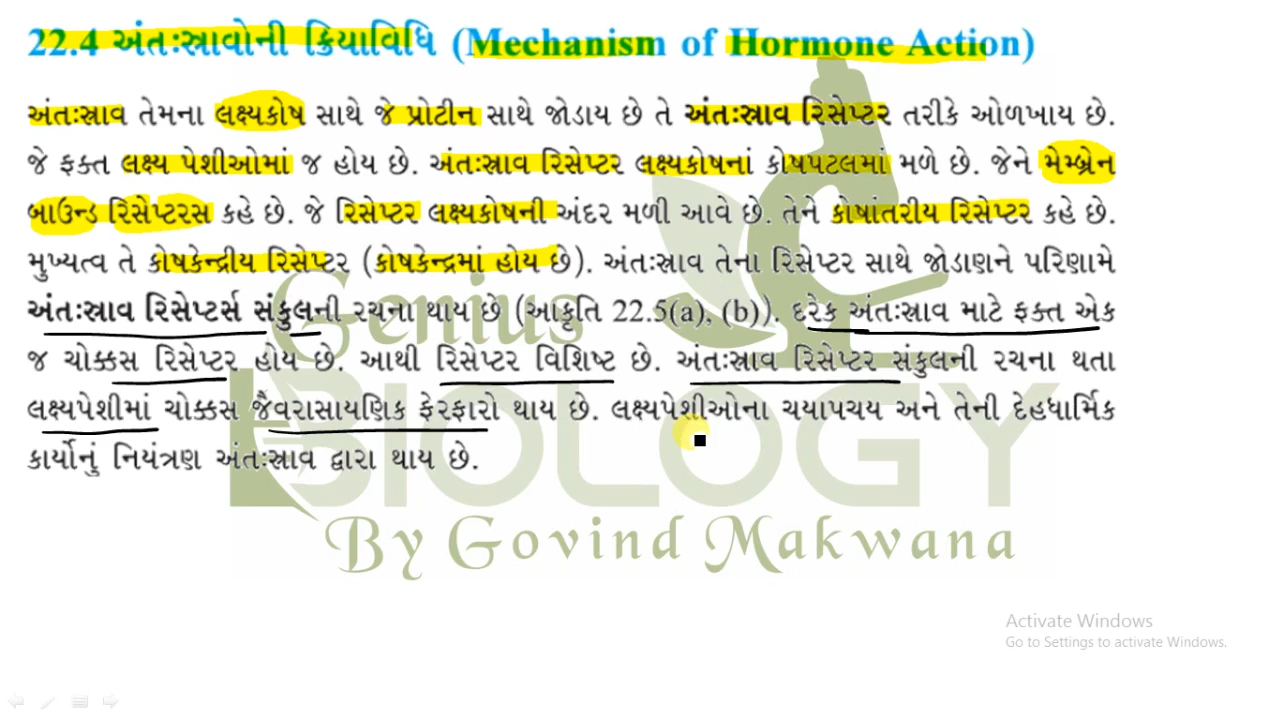 22.4 અંતઃસ્રાવોની ક્રિયાવિધિ (Mechanism of Hormone Action)
અંતઃસ્રાવ તેમના લક્ષ્યકોષ સાથે જે પ્રોટીન સાથે જોડાય છે તે અંતઃસ્રાવ રિસેપ્ટર તરીકે ઓળખાય છે.
જે ફક્ત લક્ષ્ય પેશીઓમાં જ હોય છે. અંતઃસ્રાવ રિસેપ્ટર લક્ષ્યકોષનાં કોષપટલમાં મળે છે. જેને મેમ્બ્રેન
બાઉન્ડ રિસેપ્ટરસ કહે છે. જે રિસેપ્ટર લક્ષ્યકોષની અંદર મળી આવે છે. તેને કોષાંતરીય રિસેપ્ટર કહે છે.
મુખ્યત્વ તે કોષકેન્દ્રીય રિસેપ્ટર (કોષકેન્દ્રમાં હોય છે). અંતઃસ્રાવ તેના રિસેપ્ટર સાથે જોડાણને પરિણામે
અંતઃસ્રાવ રિસેપ્ટર્સ સંકુલની રચના થાય છે (આકૃતિ 22.5(a), (b)). દરેક અંતઃસ્રાવ માટે ફક્ત એક
જ ચોક્કસ રિસેપ્ટર હોય છે. આથી રિસેપ્ટર વિશિષ્ટ છે. અંતઃસ્રાવ રિસેપ્ટર સંકુલની રચના થતા
લક્ષ્યપેશીમાં ચોક્કસ જૈવરાસાયણિક ફેરફારો થાય છે. લક્ષ્યપેશીઓના ચયાપચય અને તેની દેહધાર્મિક
કાર્યોનું નિયંત્રણ અંતઃસ્રાવ દ્વારા થાય છે.
Genius
BIOLOGY
By Govind Makwana
Activate Windows
Go to Settings to activate Windows.